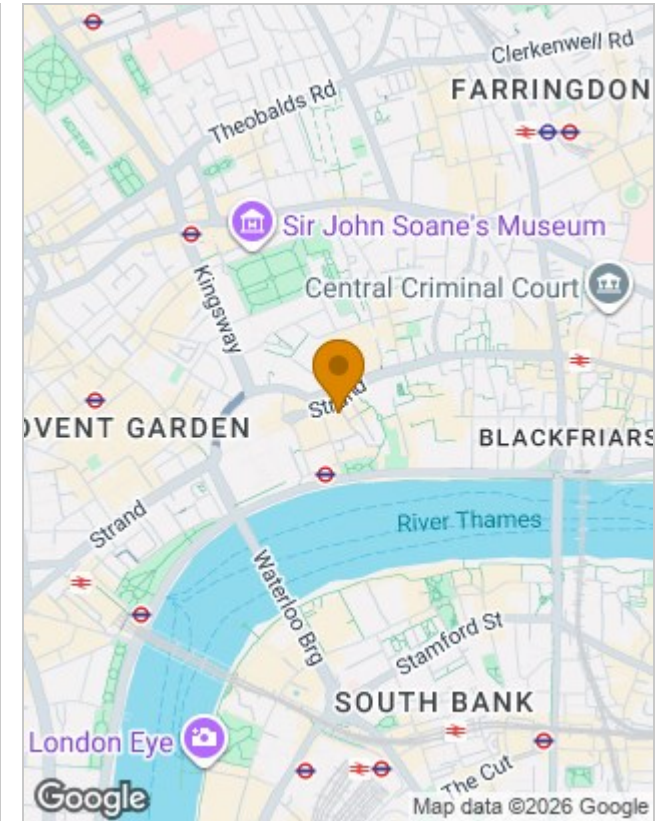 Clerkenwell Rd
FARRINGDON
Theobalds Rd
Sir John Soane's Museum
Central Criminal Court
Kingsway
Strand
OVENT GARDEN
BLACKFRIARS
Strand
River Thames
Waterloo Brg
Stamford St
SOUTH BANK
London Eye
The Cut
Google
Map data ©2026 Google